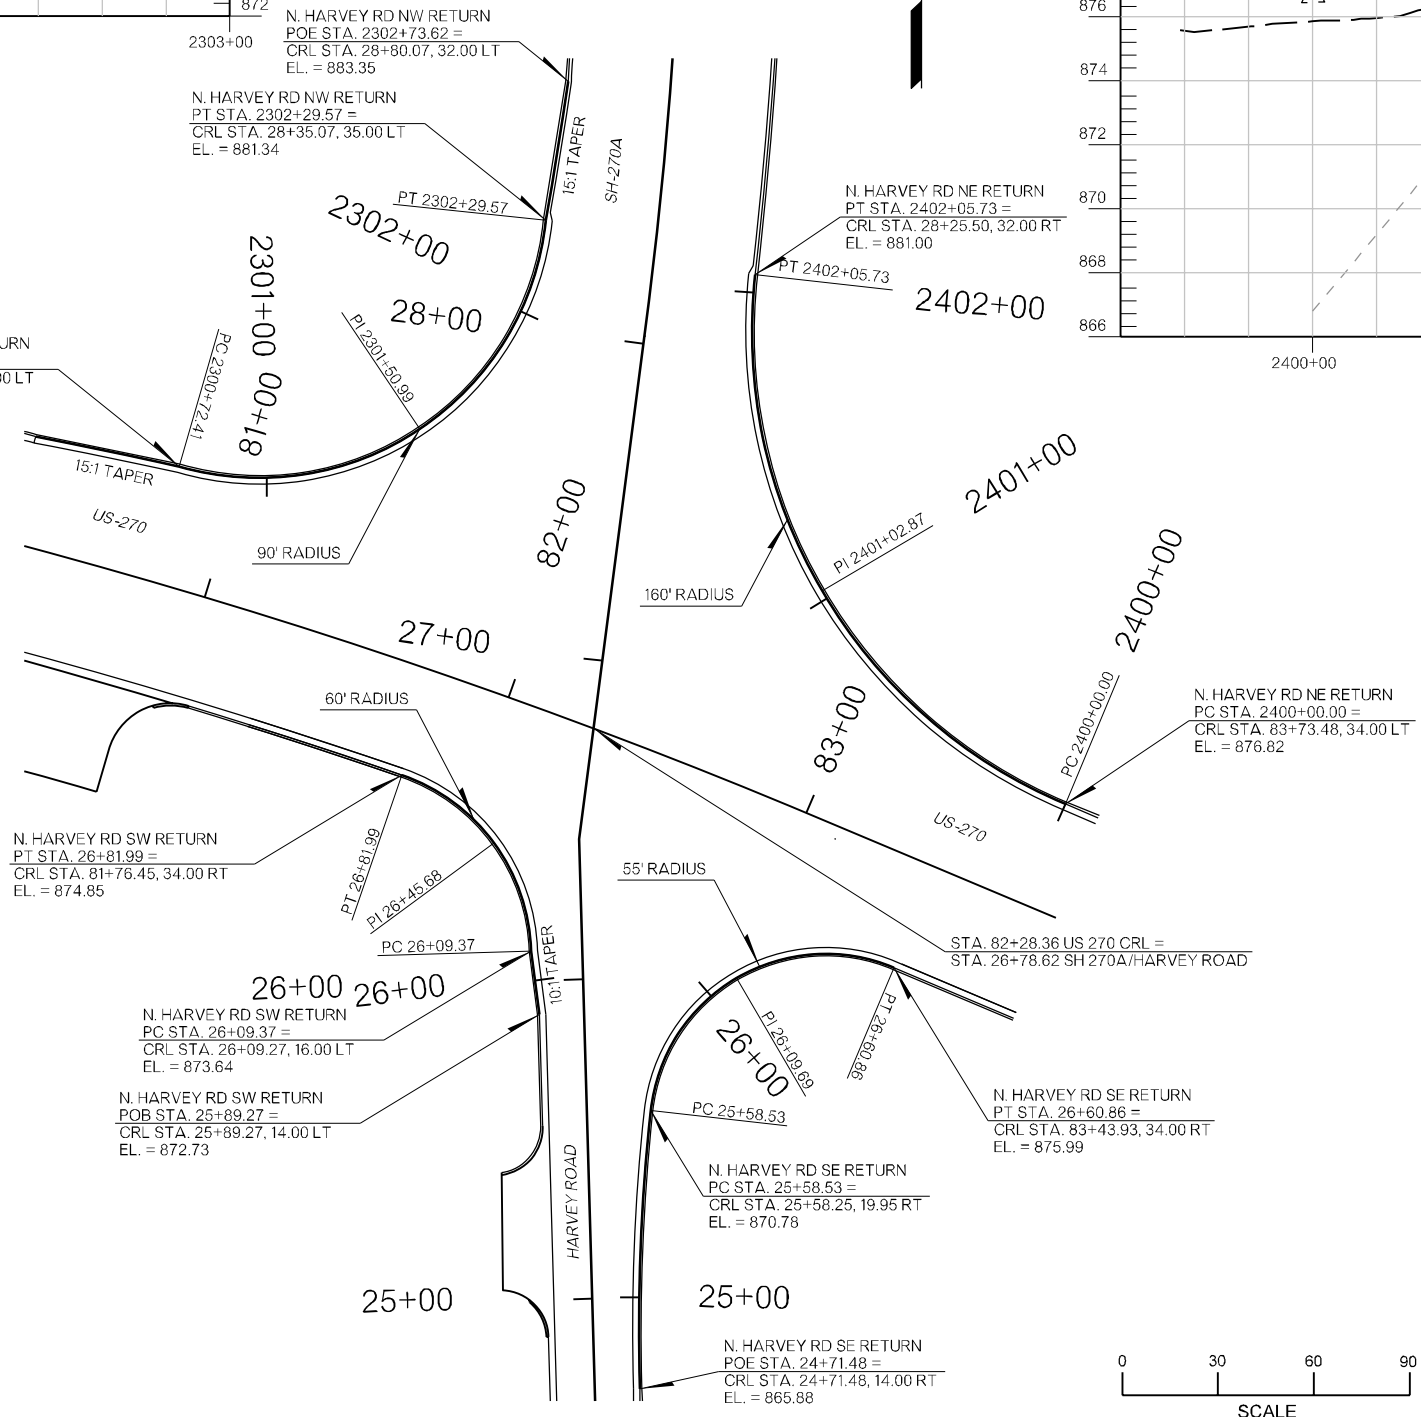 872
2303+00
N. HARVEY RD NW RETURN
POE STA. 2302+73.62 =
CRL STA. 28+80.07, 32.00 LT
EL. = 883.35
N. HARVEY RD NW RETURN
PT STA. 2302+29.57 =
CRL STA. 28+35.07, 35.00 LT
EL. = 881.34
15:1 TAPER
SH-270A
PT 2302+29.57
2302+00
2301+00
28+00
PI 2301+50.99
PC 2300+72.41
81+00
URN
00 LT
15:1 TAPER
US-270
90' RADIUS
876
874
872
870
868
866
2400+00
N. HARVEY RD NE RETURN
PT STA. 2402+05.73 =
CRL STA. 28+25.50, 32.00 RT
EL. = 881.00
PT 2402+05.73
2402+00
2401+00
PI 2401+02.87
160' RADIUS
82+00
2400+00
PC 2400+00.00
N. HARVEY RD NE RETURN
PC STA. 2400+00.00 =
CRL STA. 83+73.48, 34.00 LT
EL. = 876.82
27+00
60' RADIUS
83+00
US-270
N. HARVEY RD SW RETURN
PT STA. 26+81.99 =
CRL STA. 81+76.45, 34.00 RT
EL. = 874.85
PT 26+81.99
PI 26+45.68
PC 26+09.37
55' RADIUS
STA. 82+28.36 US 270 CRL =
STA. 26+78.62 SH 270A/HARVEY ROAD
10:1 TAPER
26+00
26+00
N. HARVEY RD SW RETURN
PC STA. 26+09.37 =
CRL STA. 26+09.27, 16.00 LT
EL. = 873.64
26+00
PI 26+09.69
PT 26+60.86
N. HARVEY RD SW RETURN
POB STA. 25+89.27 =
CRL STA. 25+89.27, 14.00 LT
EL. = 872.73
PC 25+58.53
N. HARVEY RD SE RETURN
PT STA. 26+60.86 =
CRL STA. 83+43.93, 34.00 RT
EL. = 875.99
N. HARVEY RD SE RETURN
PC STA. 25+58.53 =
CRL STA. 25+58.25, 19.95 RT
EL. = 870.78
HARVEY ROAD
25+00
25+00
N. HARVEY RD SE RETURN
POE STA. 24+71.48 =
CRL STA. 24+71.48, 14.00 RT
EL. = 865.88
0 30 60 90
SCALE